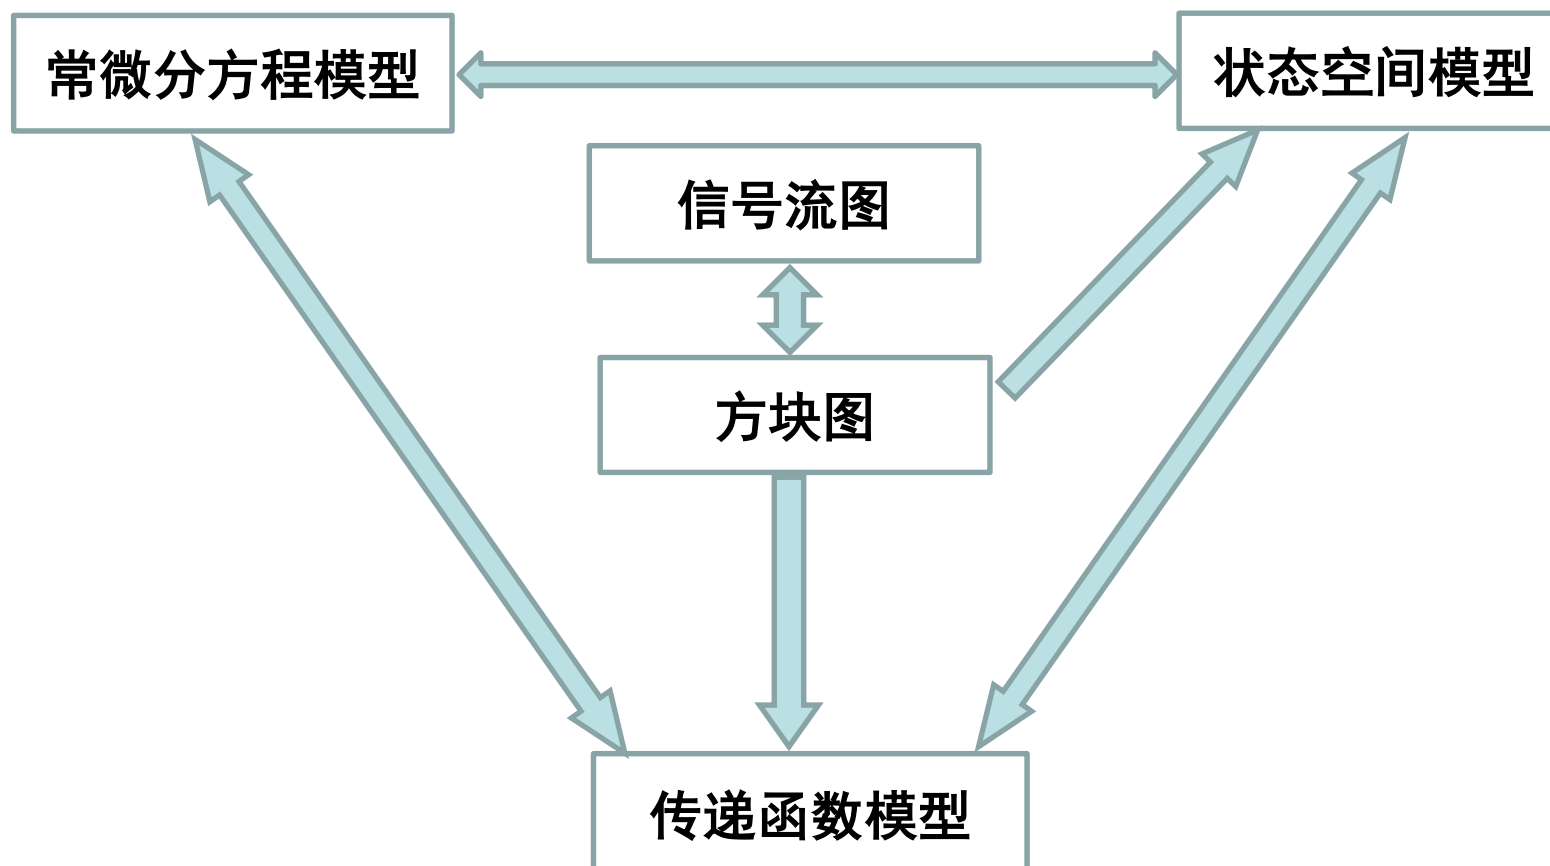 常微分方程模型
状态空间模型
信号流图
方块图
传递函数模型